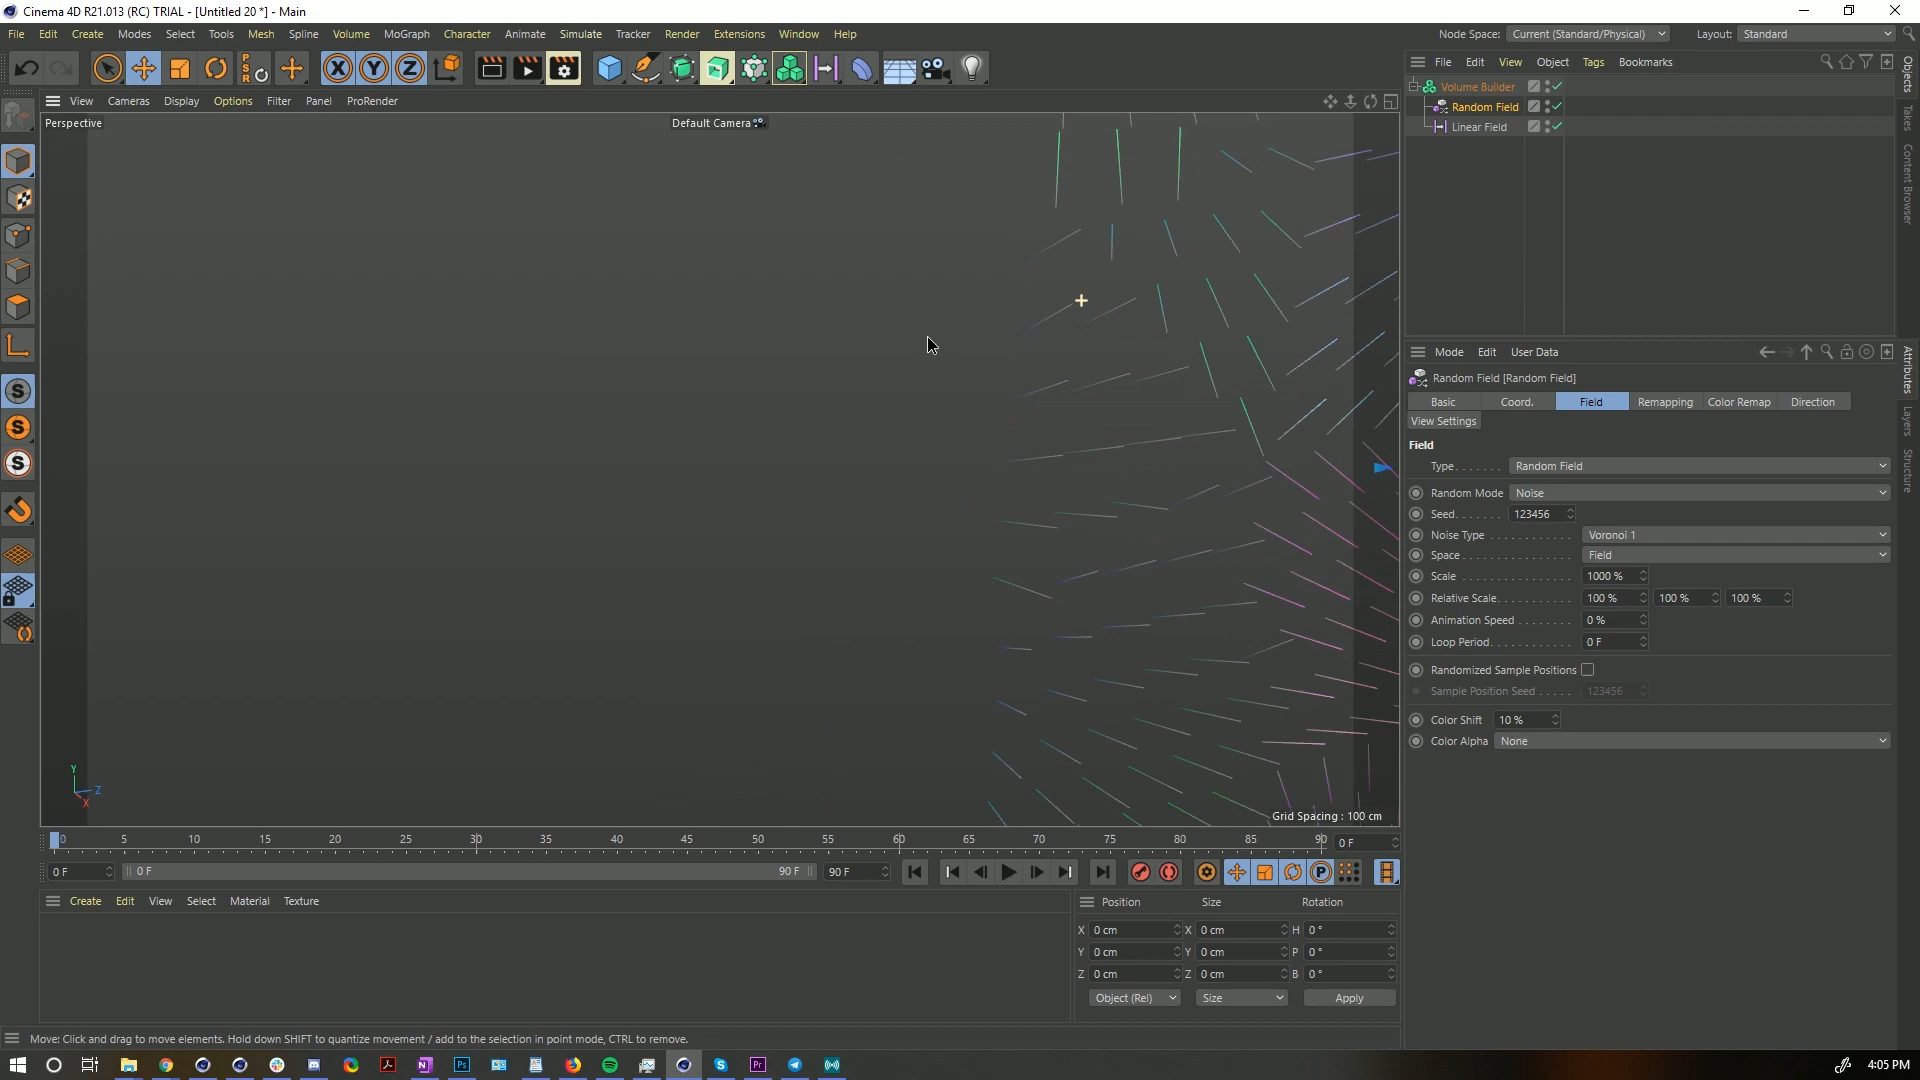 Cinema 4D R21.013 (RC) TRIAL - [Untitled 20 *] - Main
File Edit Create Modes Select Tools Mesh Spline Volume MoGraph Character Animate Simulate Tracker Render Extensions Window Help
Node Space: Current (Standard/Physical) Layout: Standard
PSR X Y Z
View Cameras Display Options Filter Panel ProRender
Perspective
Default Camera
File Edit View Object Tags Bookmarks
Volume Builder
Random Field
Linear Field
Objects
Takes
Content Browser
Mode Edit User Data
Random Field [Random Field]
Basic Coord. Field Remapping Color Remap Direction
View Settings
Field
Type. . . . . . . Random Field
Random Mode Noise
Seed. . . . . . . 123456
Noise Type . . . . . . . . . . . . Voronoi 1
Space. . . . . . . . . . . . . . . . Field
Scale . . . . . . . . . . . . . . . . 1000 %
Relative Scale. . . . . . . . . . . 100 % 100 % 100 %
Animation Speed . . . . . . . . 0 %
Loop Period. . . . . . . . . . . . 0 F
Randomized Sample Positions
Sample Position Seed . . . . . 123456
Color Shift 10 %
Color Alpha None
Attributes
Layers
Structure
S
S
S
Y
Z
X
Grid Spacing : 100 cm
0 5 10 15 20 25 30 35 40 45 50 55 60 65 70 75 80 85 90 0 F
0 F 0 F 90 F 90 F P
Create Edit View Select Material Texture
Position Size Rotation
X 0 cm X 0 cm H 0 °
Y 0 cm Y 0 cm P 0 °
Z 0 cm Z 0 cm B 0 °
Object (Rel) Size Apply
Move: Click and drag to move elements. Hold down SHIFT to quantize movement / add to the selection in point mode, CTRL to remove.
N Ps S Pr
4:05 PM